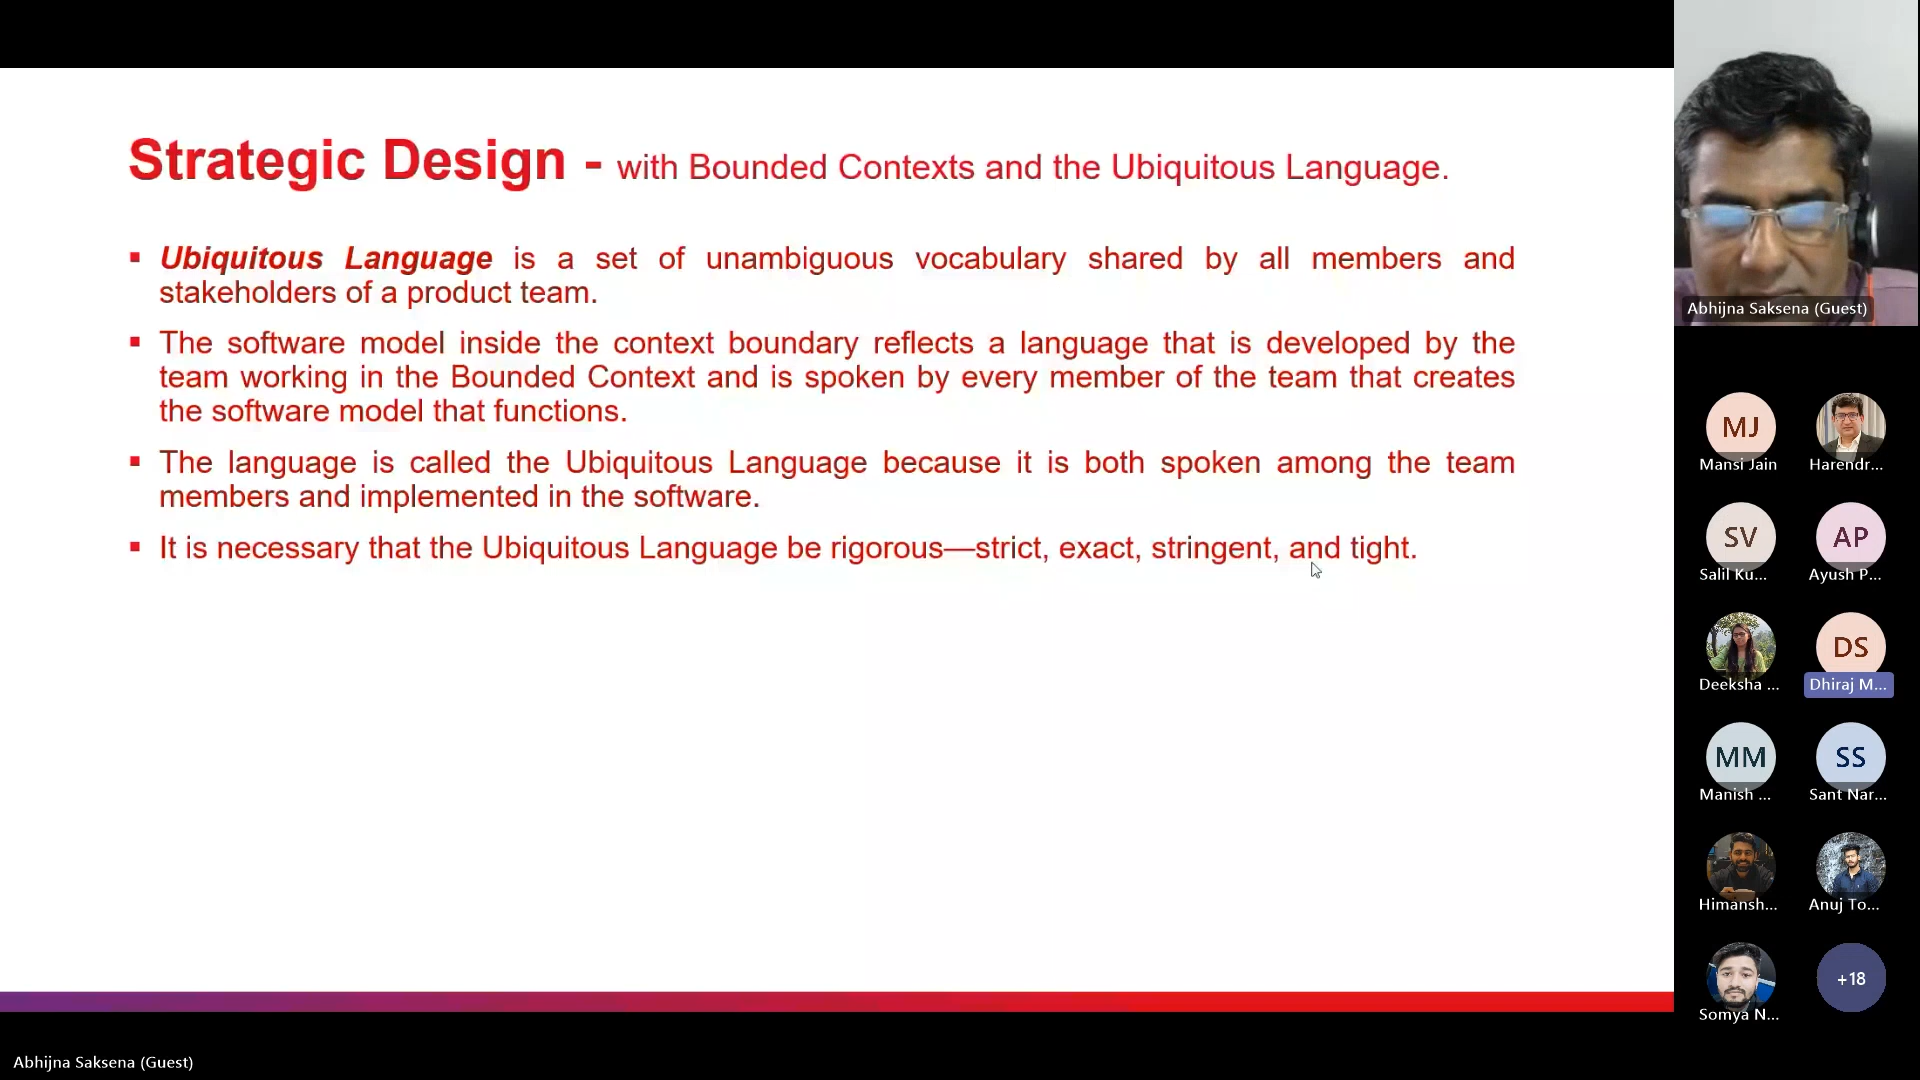 Strategic Design - with Bounded Contexts and the Ubiquitous Language.
▪ Ubiquitous Language is a set of unambiguous vocabulary shared by all members and
stakeholders of a product team.
▪ The software model inside the context boundary reflects a language that is developed by the
team working in the Bounded Context and is spoken by every member of the team that creates
the software model that functions.
▪ The language is called the Ubiquitous Language because it is both spoken among the team
members and implemented in the software.
▪ It is necessary that the Ubiquitous Language be rigorous—strict, exact, stringent, and tight.
Abhijna Saksena (Guest)
MJ
Mansi Jain
Harendr...
SV
Salil Ku...
AP
Ayush P...
Deeksha ...
DS
Dhiraj M...
MM
Manish ...
SS
Sant Nar...
Himansh...
Anuj To...
Somya N...
+18
Abhijna Saksena (Guest)